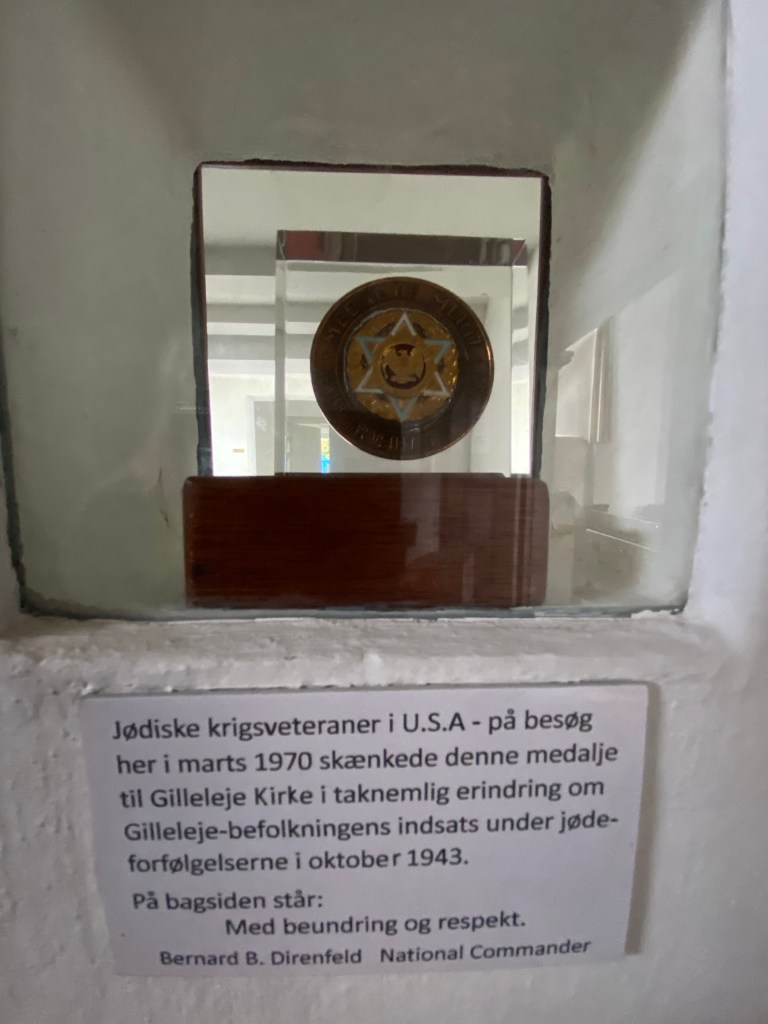 Jødiske krigsveteraner i U.S.A - på besøg
her i marts 1970 skænkede denne medalje
til Gilleleje Kirke i taknemlig erindring om
Gilleleje-befolkningens indsats under jøde-
forfølgelserne i oktober 1943.
På bagsiden står:
Med beundring og respekt.
Bernard B. Direnfeld National Commander